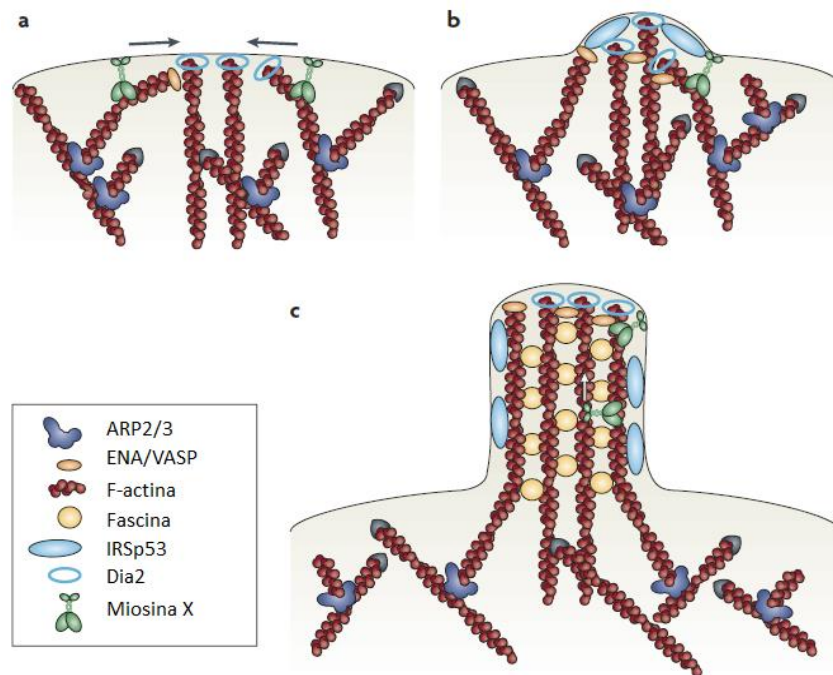 a
b
c
ARP2/3
ENA/VASP
F-actina
Fascina
IRSp53
Dia2
Miosina X